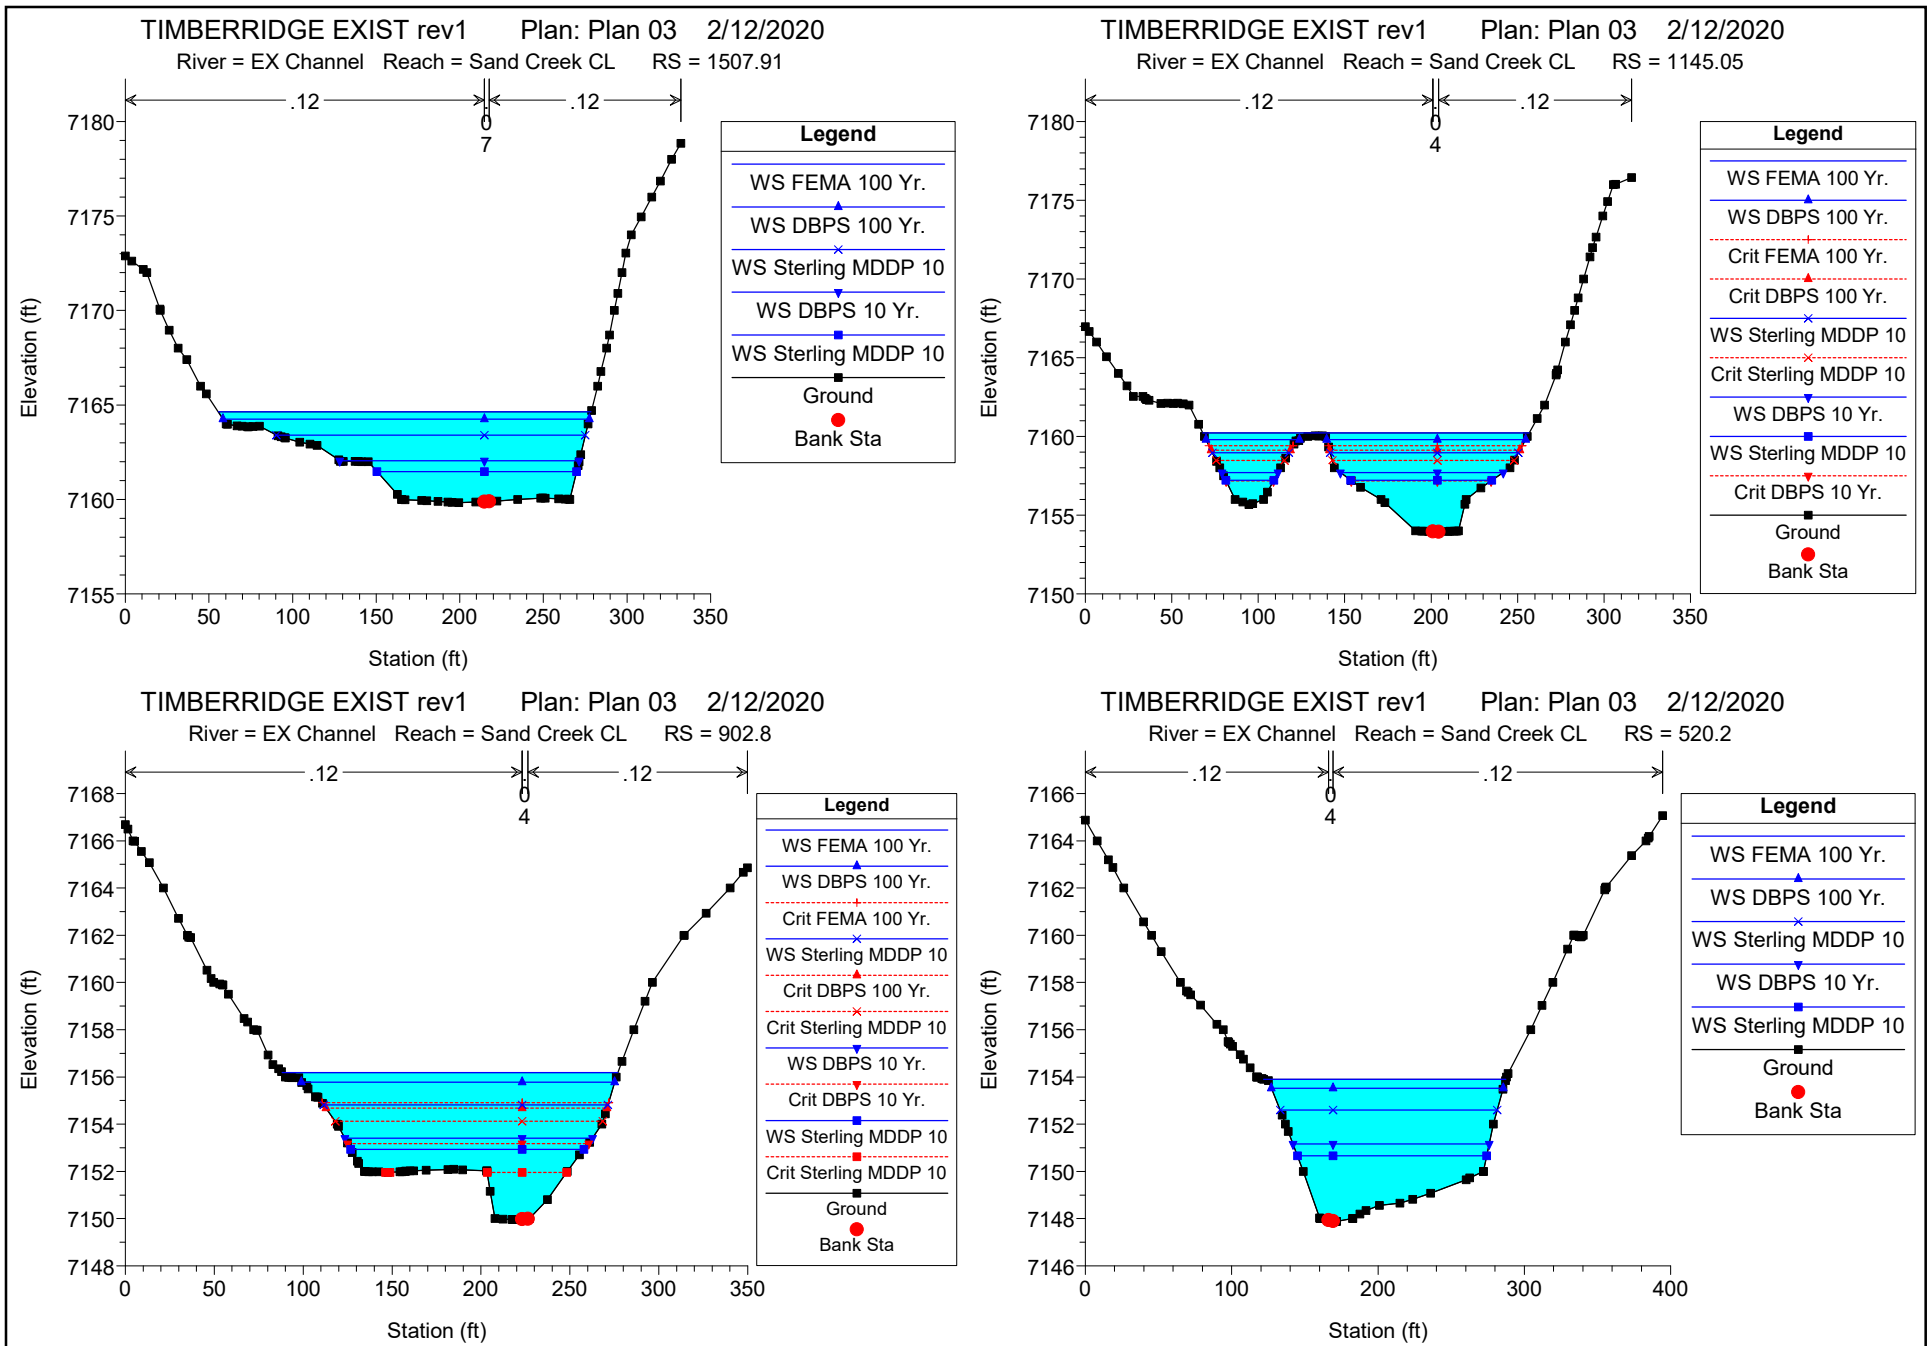 TIMBERRIDGE EXIST rev1 Plan: Plan 03 2/12/2020
River = EX Channel Reach = Sand Creek CL RS = 1507.91
.12
.07
.12
7180
7175
7170
7165
7160
7155
Elevation (ft)
0 50 100 150 200 250 300 350
Station (ft)
Legend
WS FEMA 100 Yr.
WS DBPS 100 Yr.
WS Sterling MDDP 10
WS DBPS 10 Yr.
WS Sterling MDDP 10
Ground
Bank Sta
TIMBERRIDGE EXIST rev1 Plan: Plan 03 2/12/2020
River = EX Channel Reach = Sand Creek CL RS = 1145.05
.12
.04
.12
7180
7175
7170
7165
7160
7155
7150
Elevation (ft)
0 50 100 150 200 250 300 350
Station (ft)
Legend
WS FEMA 100 Yr.
WS DBPS 100 Yr.
Crit FEMA 100 Yr.
Crit DBPS 100 Yr.
WS Sterling MDDP 10
Crit Sterling MDDP 10
WS DBPS 10 Yr.
WS Sterling MDDP 10
Crit DBPS 10 Yr.
Ground
Bank Sta
TIMBERRIDGE EXIST rev1 Plan: Plan 03 2/12/2020
River = EX Channel Reach = Sand Creek CL RS = 902.8
.12
.04
.12
7168
7166
7164
7162
7160
7158
7156
7154
7152
7150
7148
Elevation (ft)
0 50 100 150 200 250 300 350
Station (ft)
Legend
WS FEMA 100 Yr.
WS DBPS 100 Yr.
Crit FEMA 100 Yr.
WS Sterling MDDP 10
Crit DBPS 100 Yr.
Crit Sterling MDDP 10
WS DBPS 10 Yr.
Crit DBPS 10 Yr.
WS Sterling MDDP 10
Crit Sterling MDDP 10
Ground
Bank Sta
TIMBERRIDGE EXIST rev1 Plan: Plan 03 2/12/2020
River = EX Channel Reach = Sand Creek CL RS = 520.2
.12
.04
.12
7166
7164
7162
7160
7158
7156
7154
7152
7150
7148
7146
Elevation (ft)
0 100 200 300 400
Station (ft)
Legend
WS FEMA 100 Yr.
WS DBPS 100 Yr.
WS Sterling MDDP 10
WS DBPS 10 Yr.
WS Sterling MDDP 10
Ground
Bank Sta